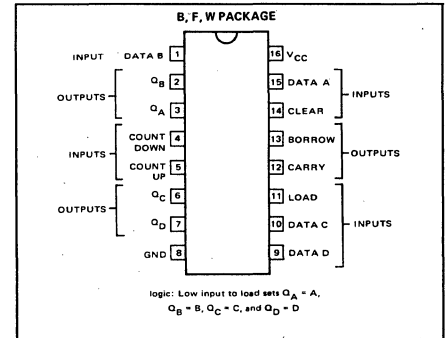 B, F, W PACKAGE
INPUT DATA B 1
16 VCC
QB 2
15 DATA A
OUTPUTS
INPUTS
QA 3
14 CLEAR
COUNT DOWN 4
13 BORROW
INPUTS
OUTPUTS
COUNT UP 5
12 CARRY
QC 6
11 LOAD
OUTPUTS
QD 7
10 DATA C
INPUTS
GND 8
9 DATA D
logic: Low input to load sets QA = A,
QB = B, QC = C, and QD = D